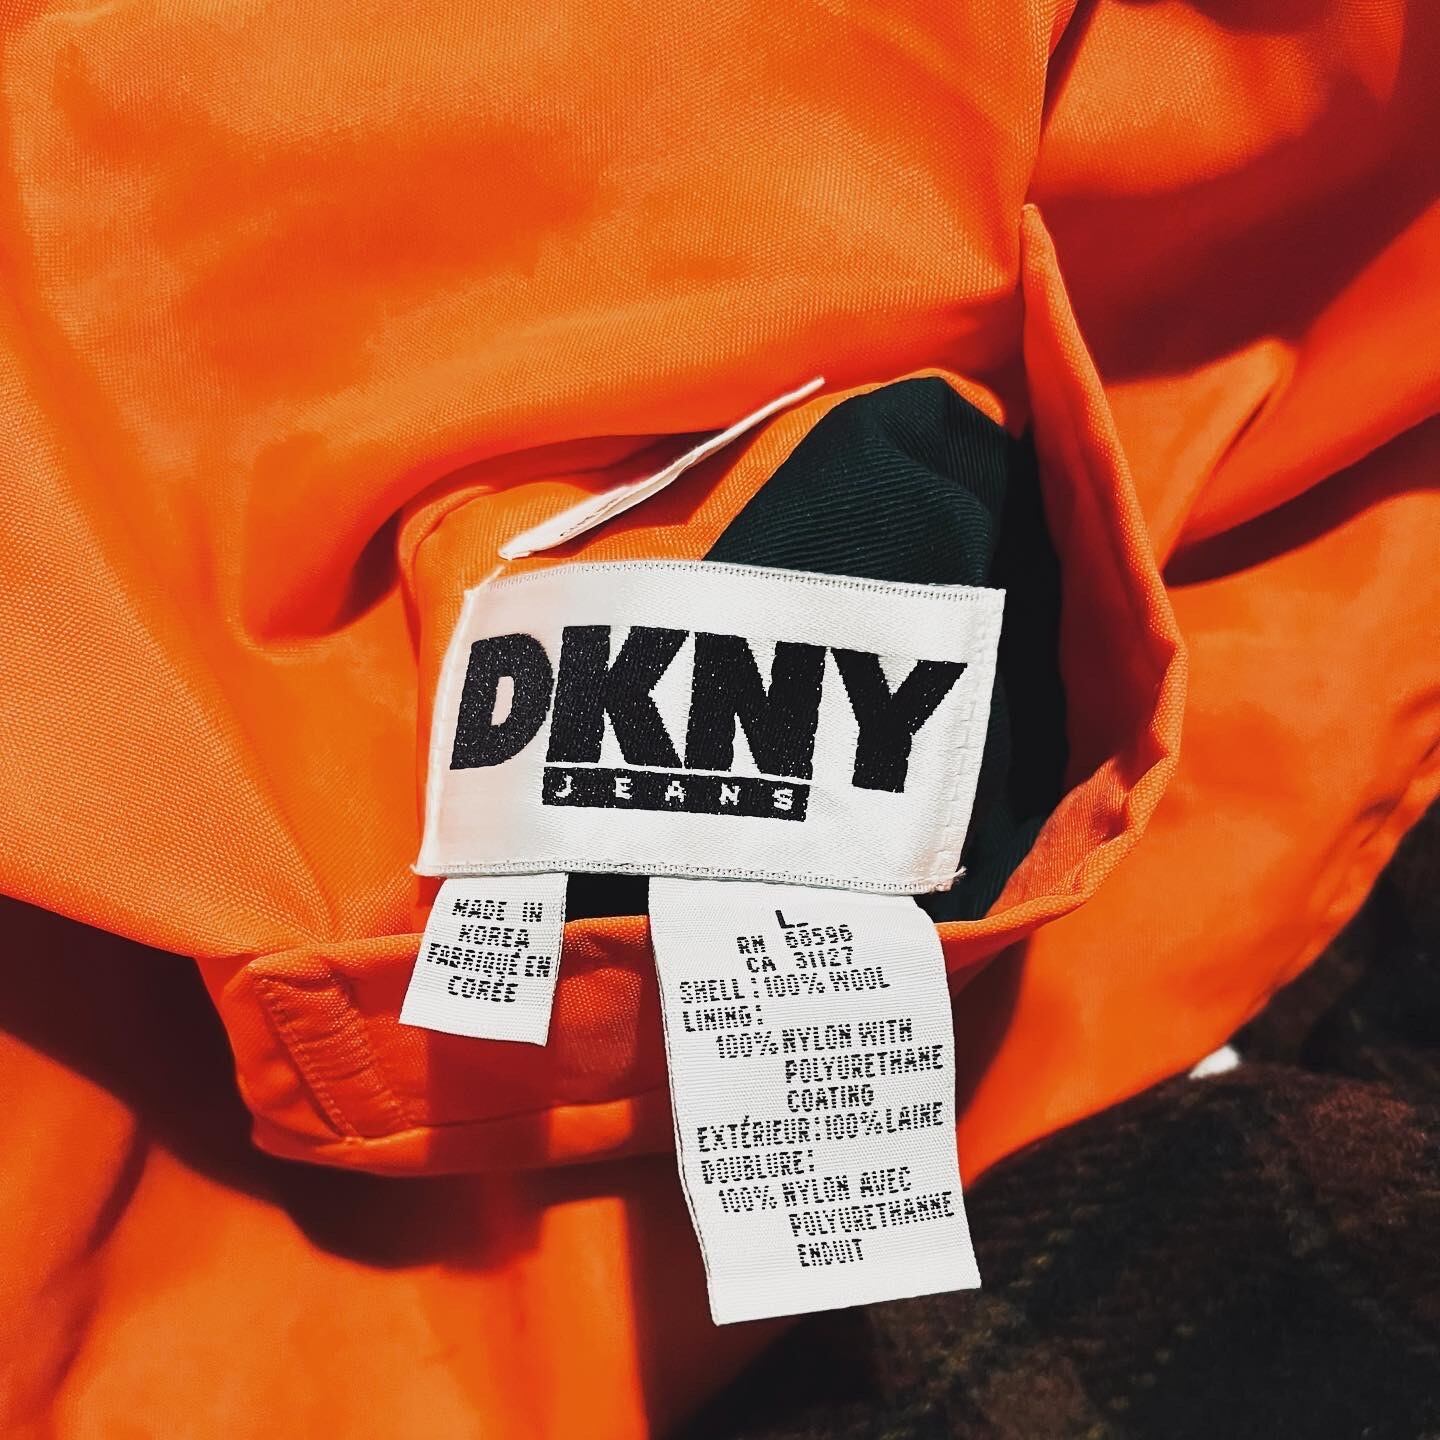 DKNY
JEANS
MADE IN
KOREA
FABRIQUÉ EN
CORÉE
L
RN 68596
CA 31127
SHELL:100% WOOL
LINING:
100% NYLON WITH
POLYURETHANE
COATING
EXTÉRIEUR:100% LAINE
DOUBLURE:
100% NYLON AVEC
POLYURETHANNE
ENDUIT